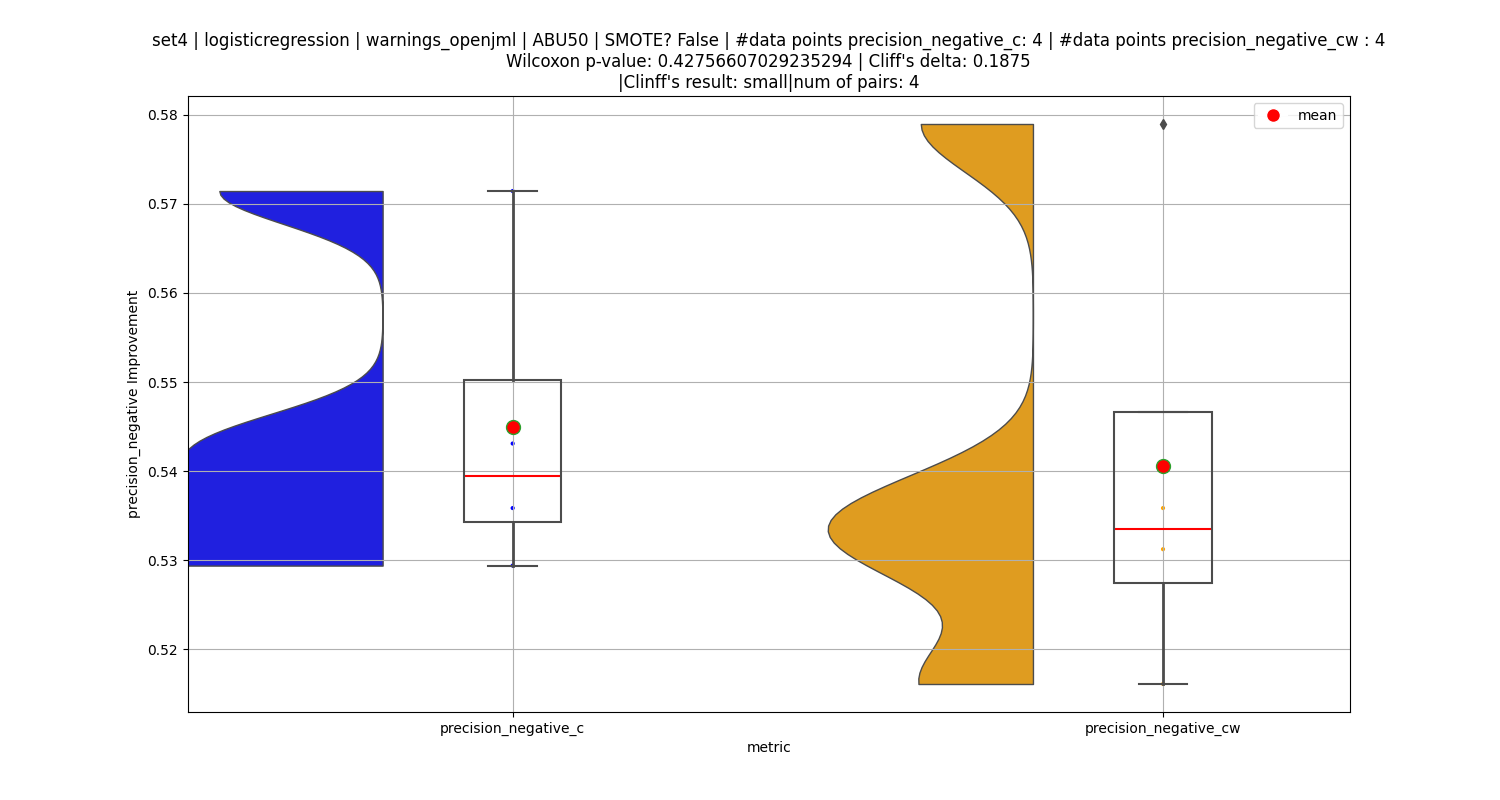 set4 | logisticregression | warnings_openjml | ABU50 | SMOTE? False | #data points precision_negative_c: 4 | #data points precision_negative_cw : 4
Wilcoxon p-value: 0.42756607029235294 | Cliff's delta: 0.1875
|Clinff's result: small|num of pairs: 4
mean
0.58
0.57
0.56
0.55
0.54
0.53
0.52
precision_negative Improvement
precision_negative_c
precision_negative_cw
metric